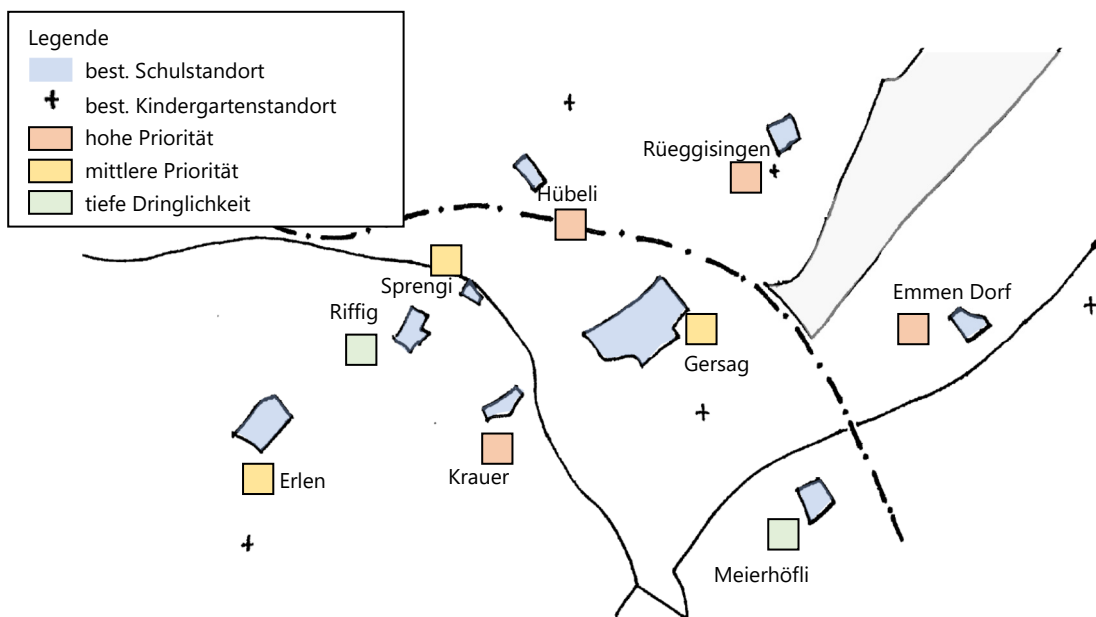 Legende
best. Schulstandort
best. Kindergartenstandort
hohe Priorität
mittlere Priorität
tiefe Dringlichkeit
Rüeggisingen
Hübeli
Sprengi
Emmen Dorf
Riffig
Gersag
Krauer
Erlen
Meierhöfli